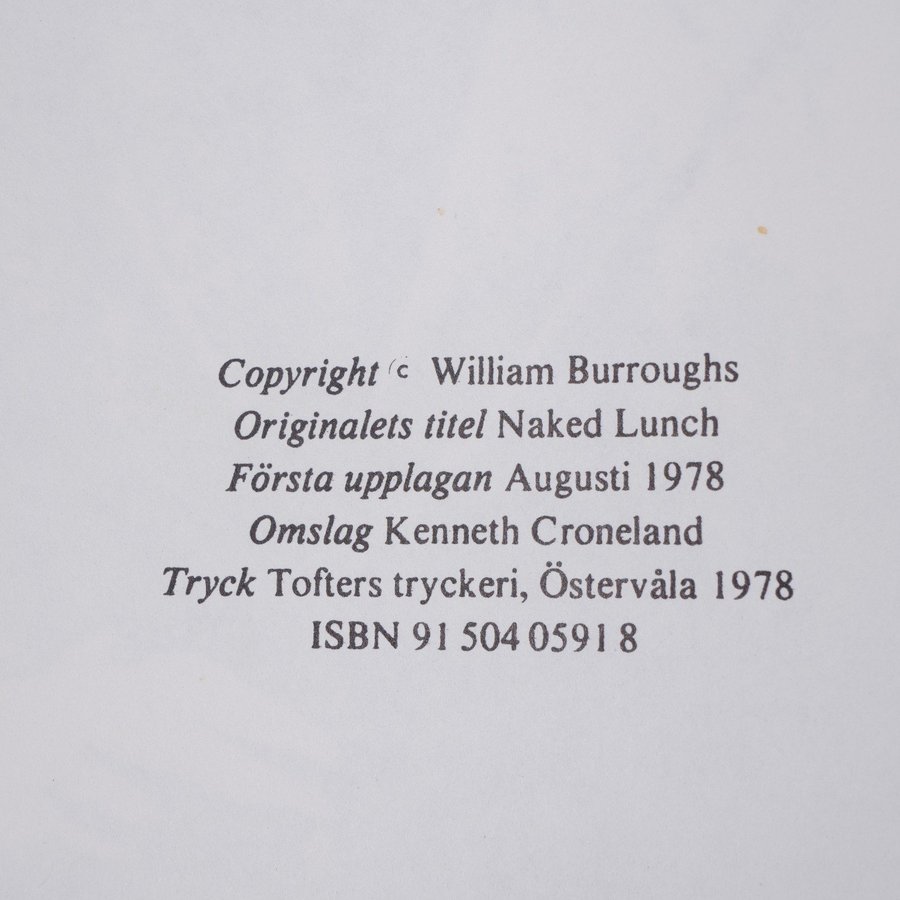 Copyright © William Burroughs
Originalets titel Naked Lunch
Första upplagan Augusti 1978
Omslag Kenneth Croneland
Tryck Tofters tryckeri, Östervåla 1978
ISBN 91 504 0591 8